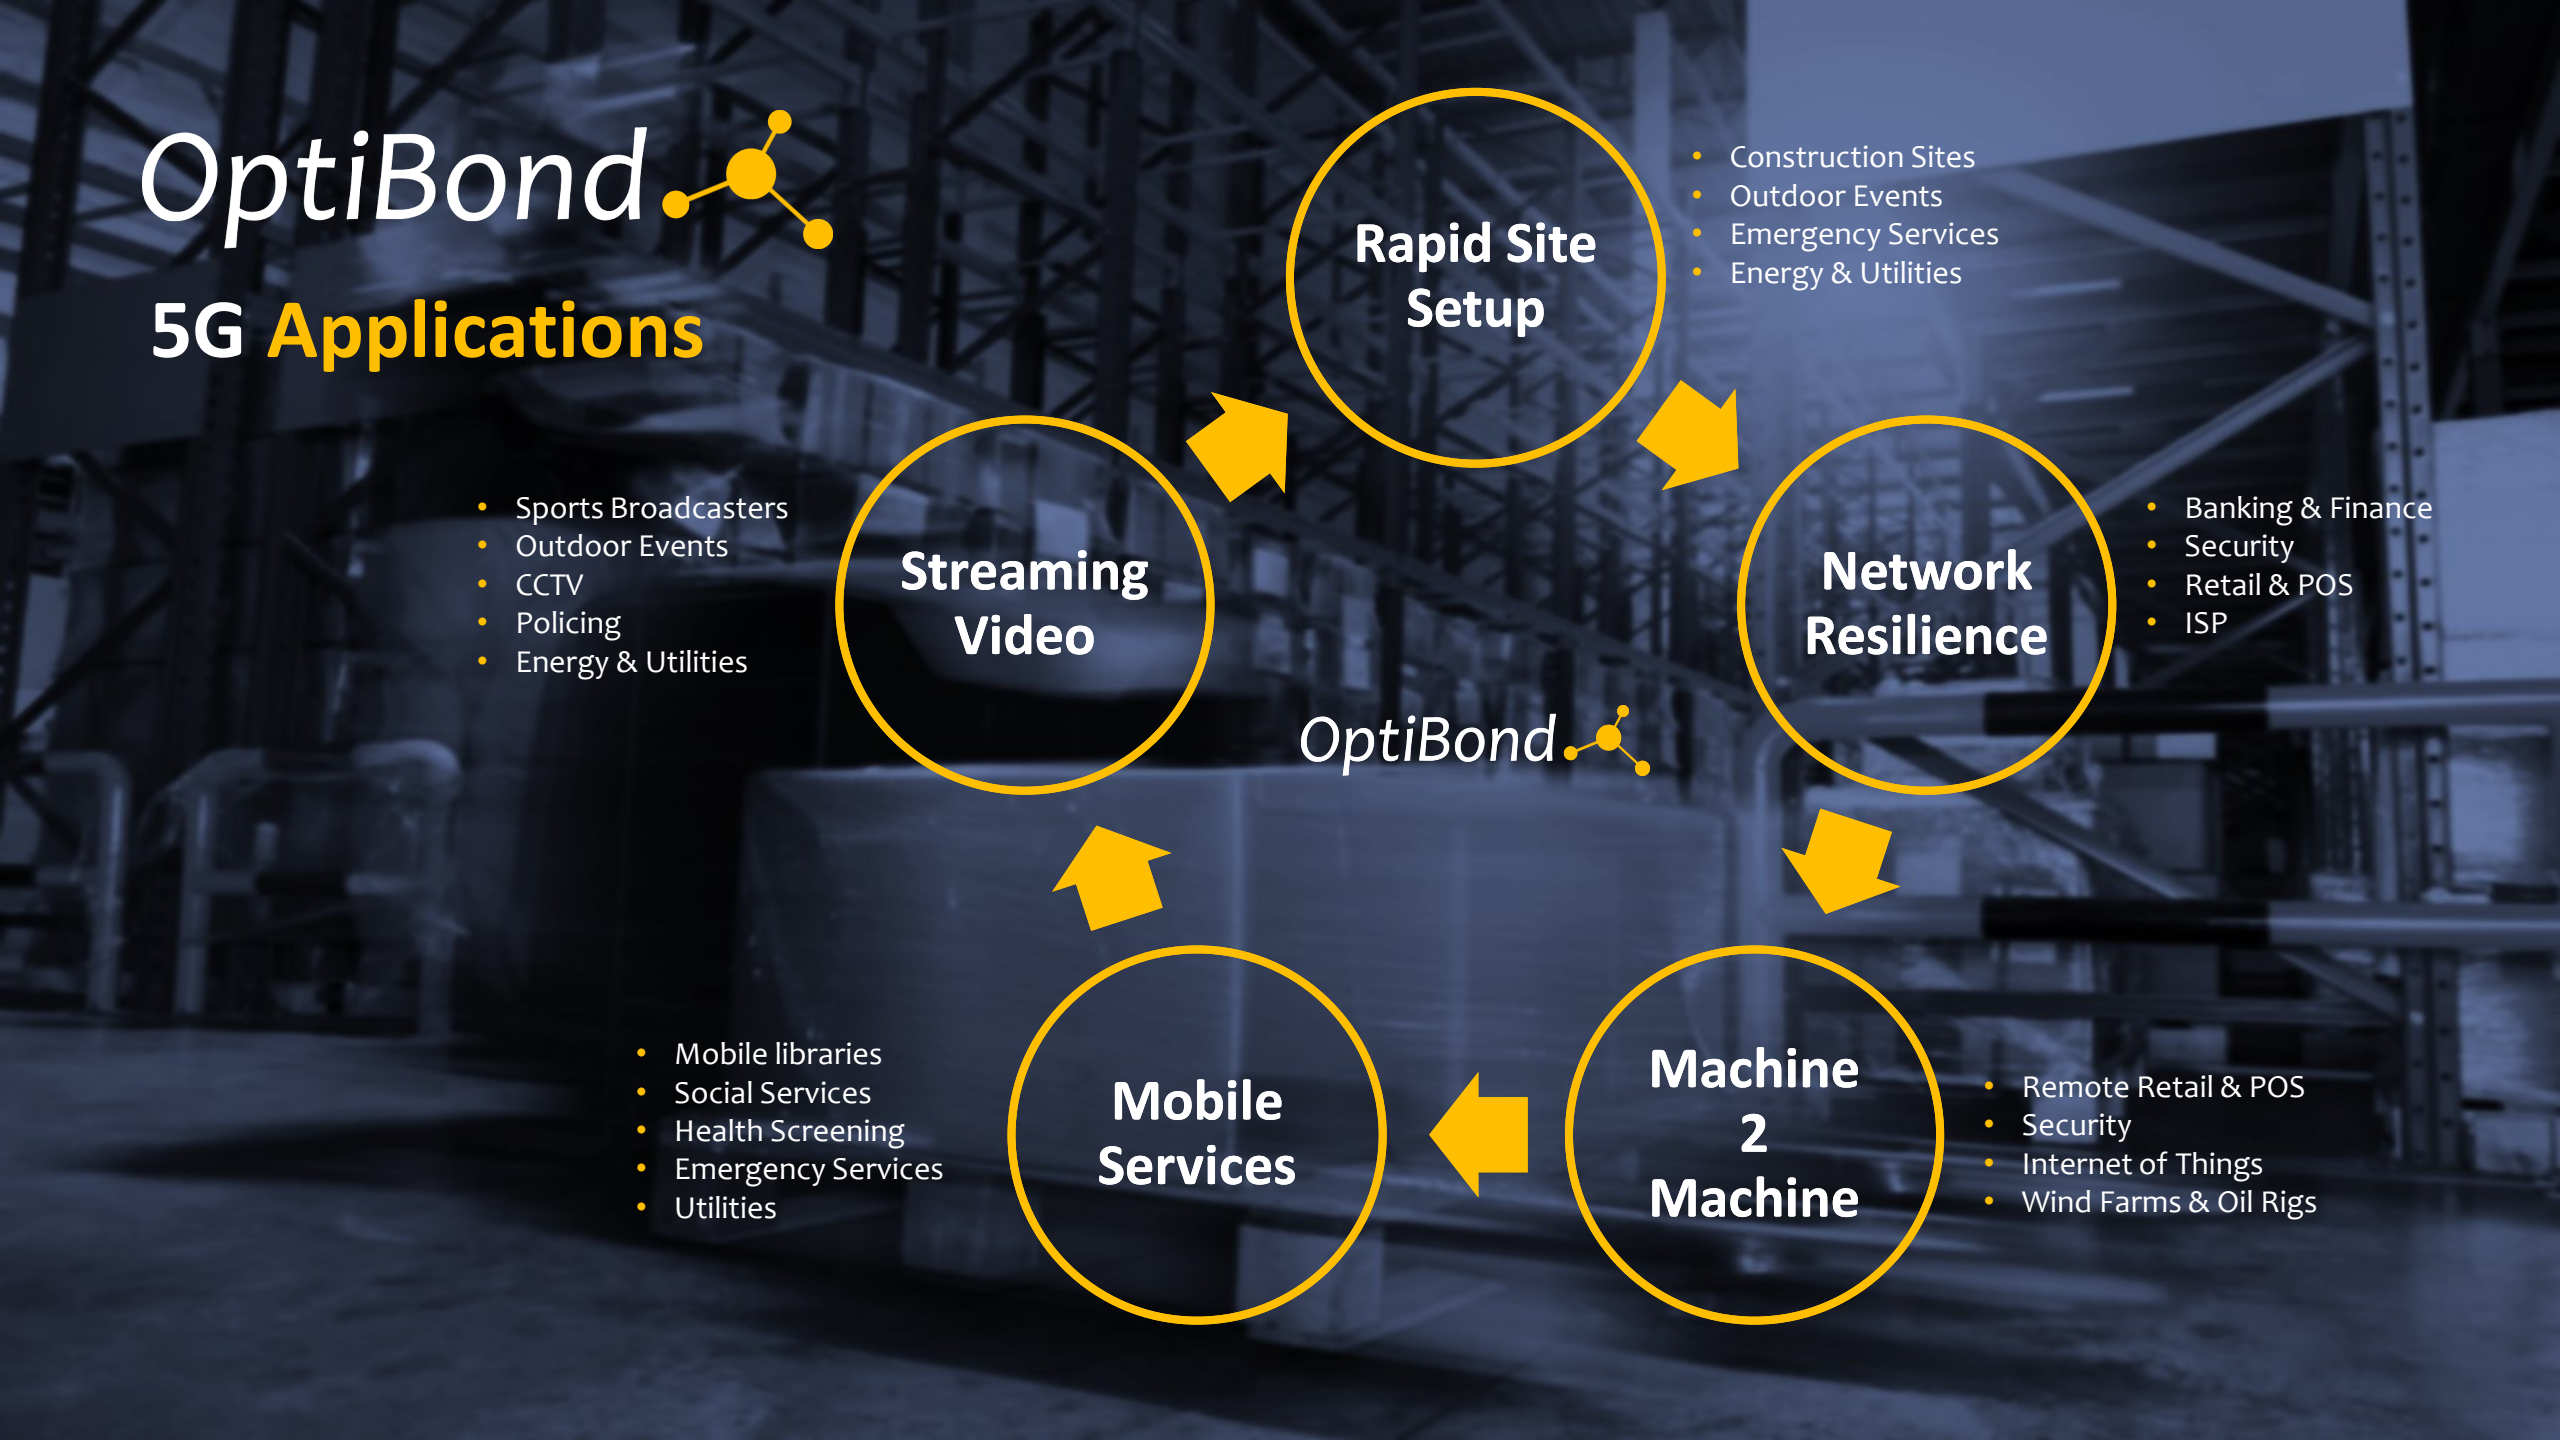 OptiBond
5G Applications
Rapid Site
Setup
• Construction Sites
• Outdoor Events
• Emergency Services
• Energy & Utilities
• Sports Broadcasters
• Outdoor Events
• CCTV
• Policing
• Energy & Utilities
Streaming
Video
Network
Resilience
• Banking & Finance
• Security
• Retail & POS
• ISP
OptiBond
• Mobile libraries
• Social Services
• Health Screening
• Emergency Services
• Utilities
Mobile
Services
Machine
2
Machine
• Remote Retail & POS
• Security
• Internet of Things
• Wind Farms & Oil Rigs